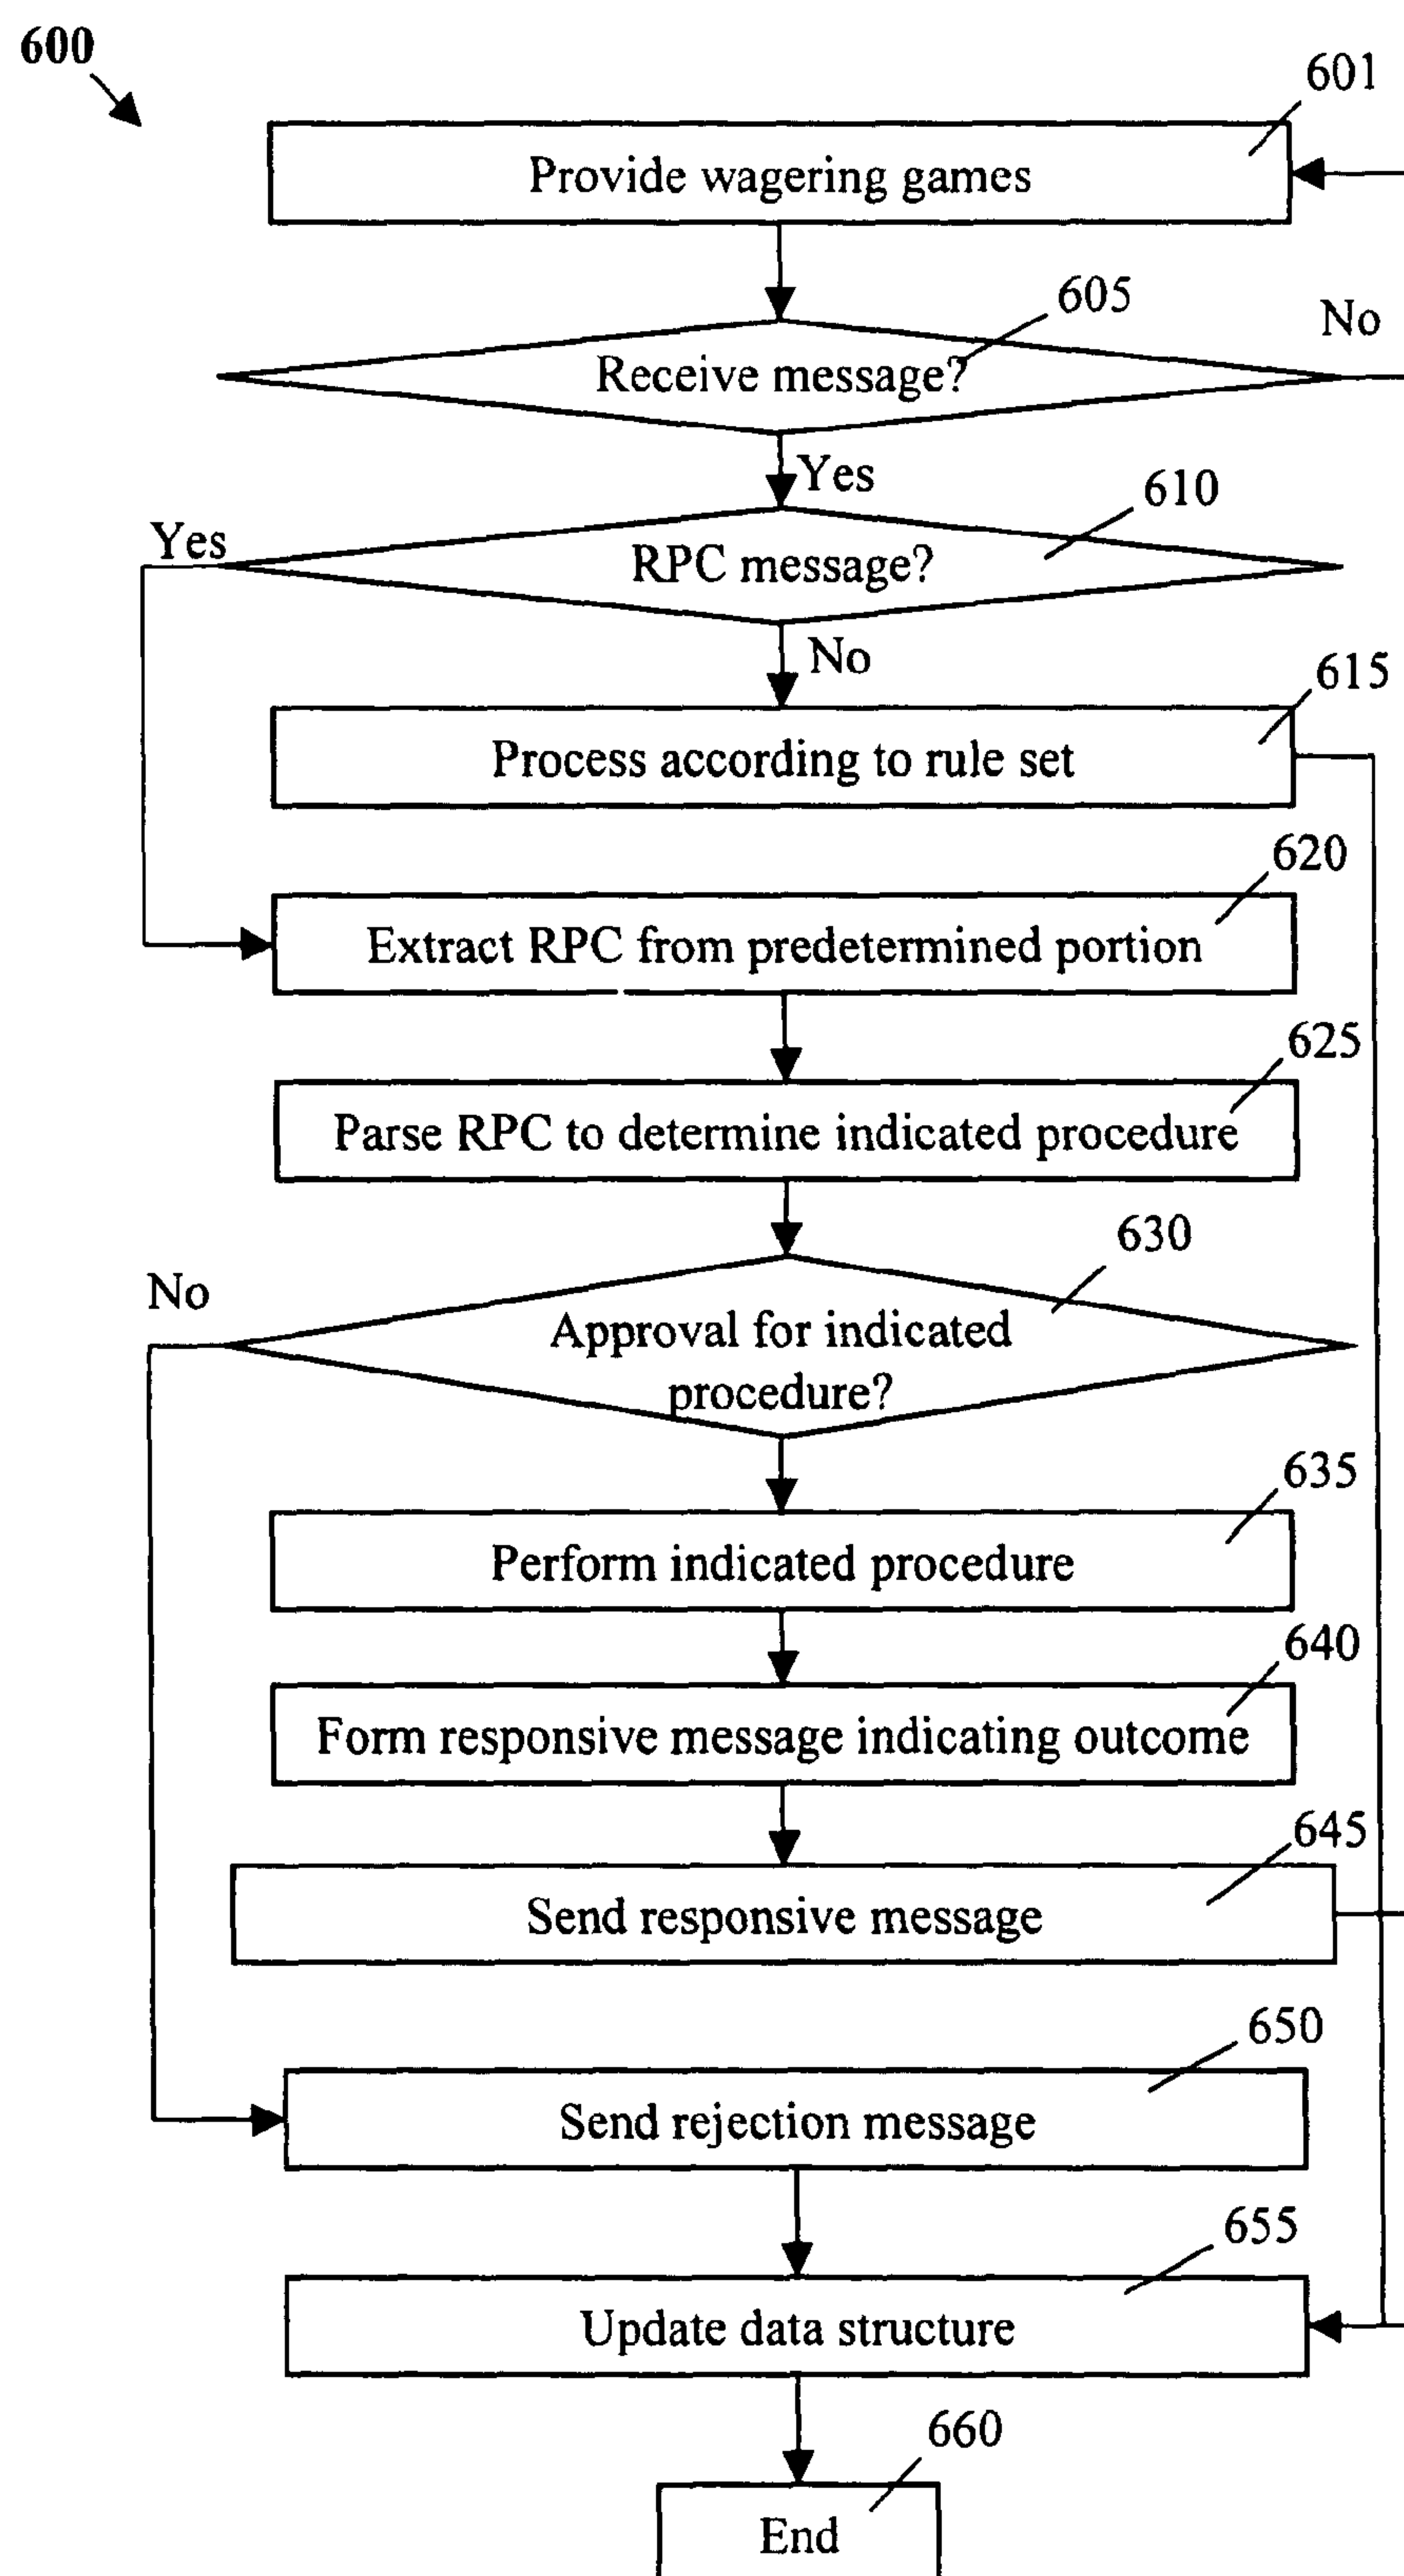 600
601
Provide wagering games
605
No
Receive message?
Yes
610
Yes
RPC message?
No
615
Process according to rule set
620
Extract RPC from predetermined portion
625
Parse RPC to determine indicated procedure
630
No
Approval for indicated
procedure?
635
Perform indicated procedure
640
Form responsive message indicating outcome
645
Send responsive message
650
Send rejection message
655
Update data structure
660
End